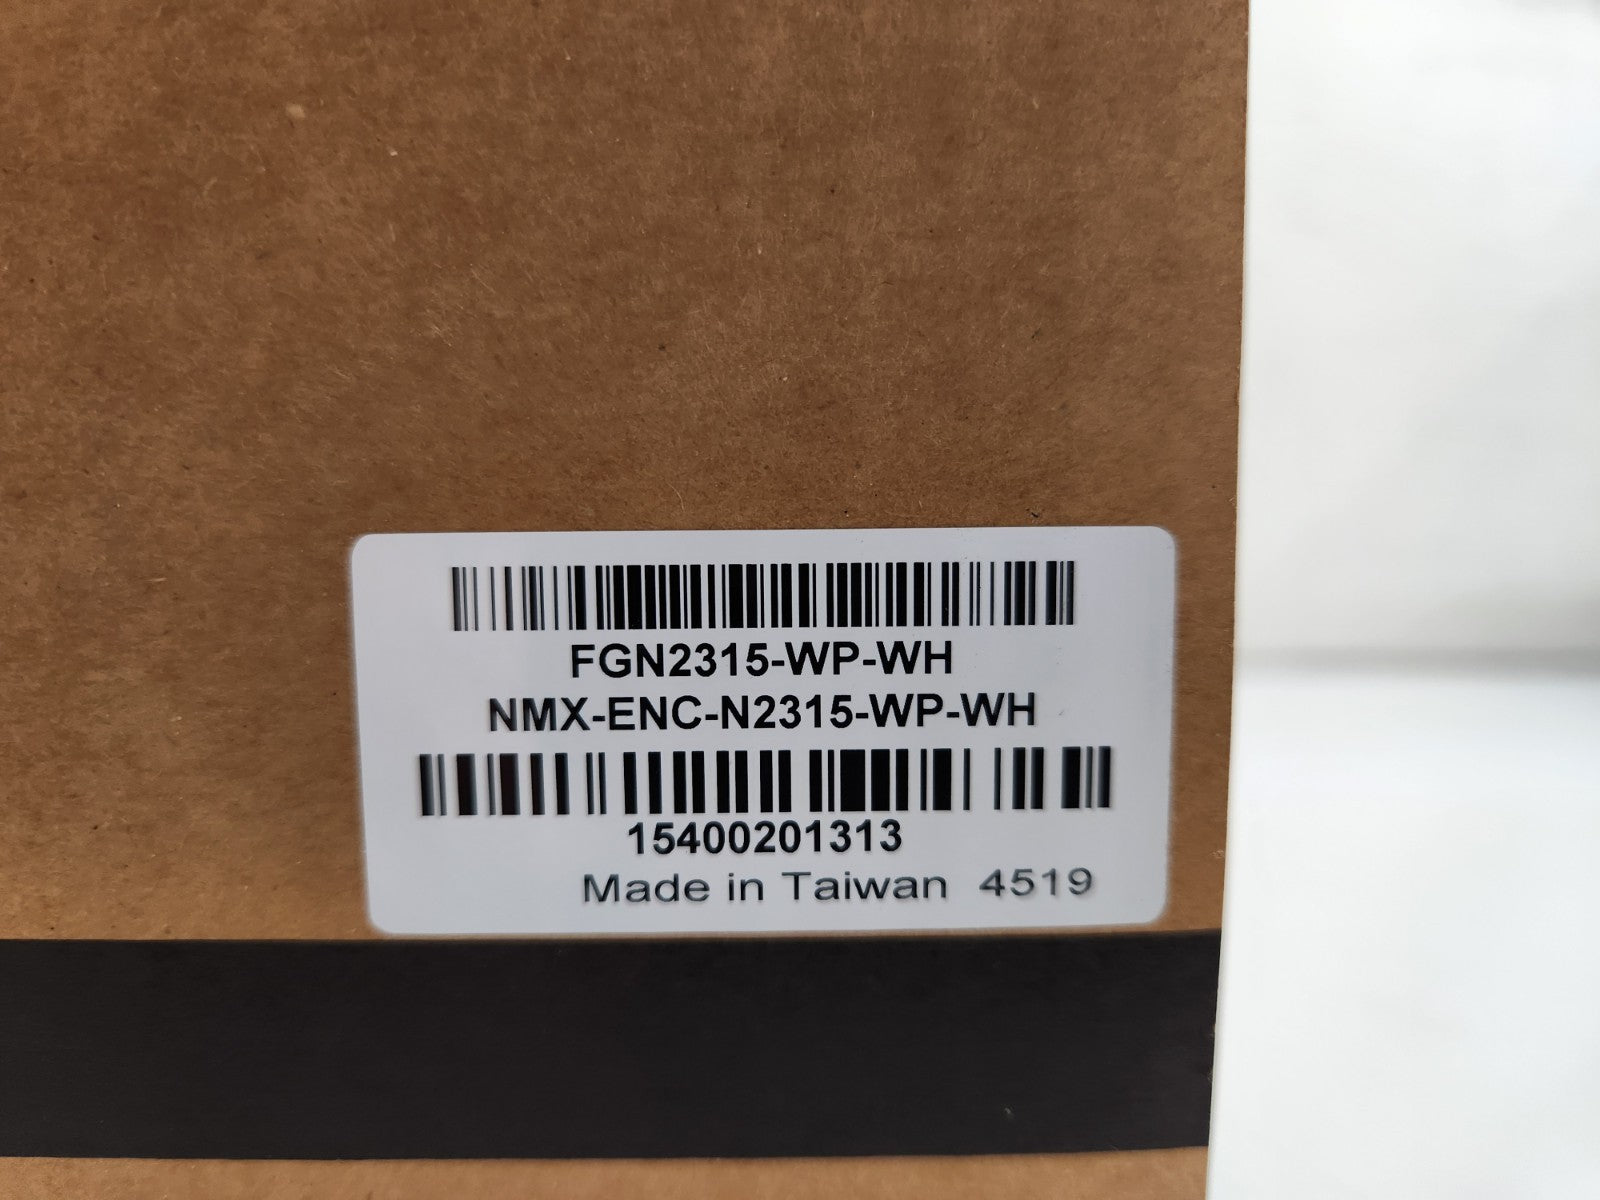 FGN2315-WP-WH
NMX-ENC-N2315-WP-WH
15400201313
Made in Taiwan 4519